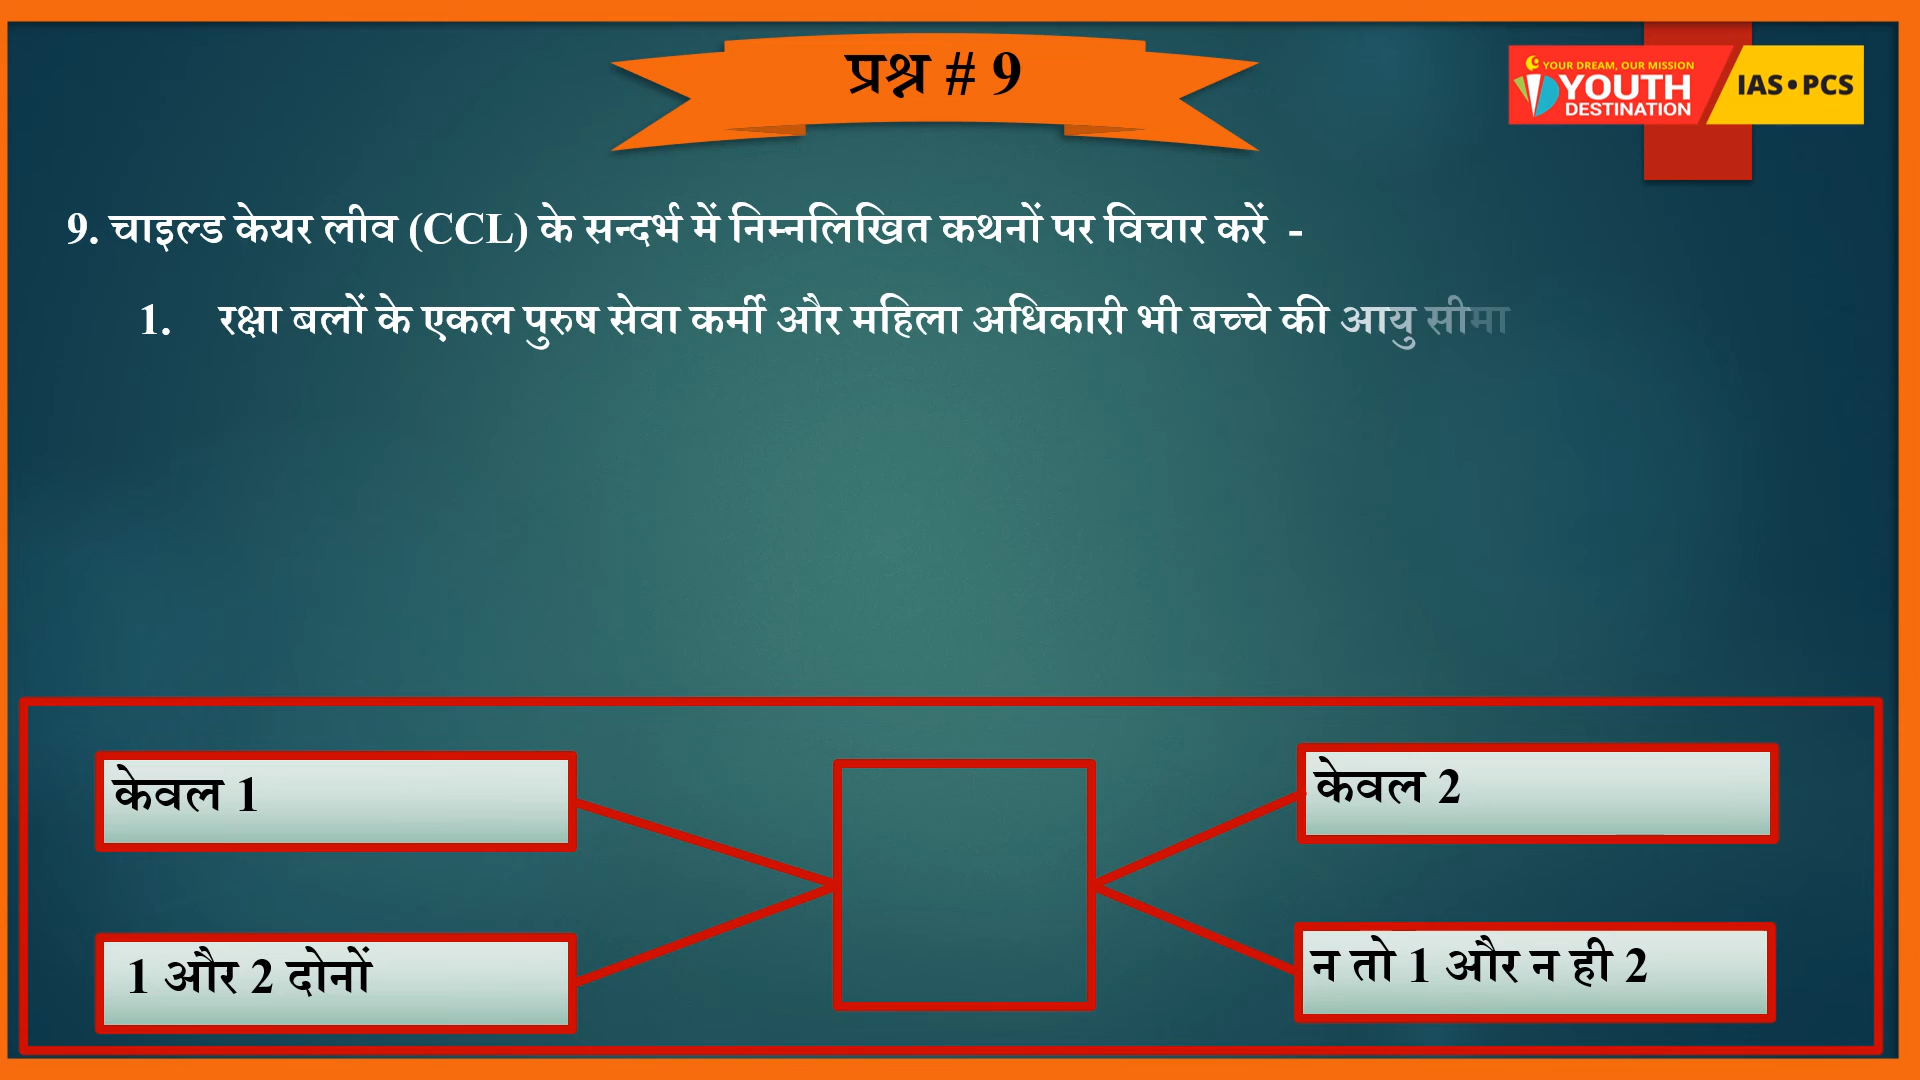 प्रश्न # 9
YOUR DREAM, OUR MISSION
YOUTH
DESTINATION
IAS•PCS
9. चाइल्ड केयर लीव (CCL) के सन्दर्भ में निम्नलिखित कथनों पर विचार करें -
1. रक्षा बलों के एकल पुरुष सेवा कर्मी और महिला अधिकारी भी बच्चे की आयु सीमा
केवल 1
केवल 2
1 और 2 दोनों
न तो 1 और न ही 2